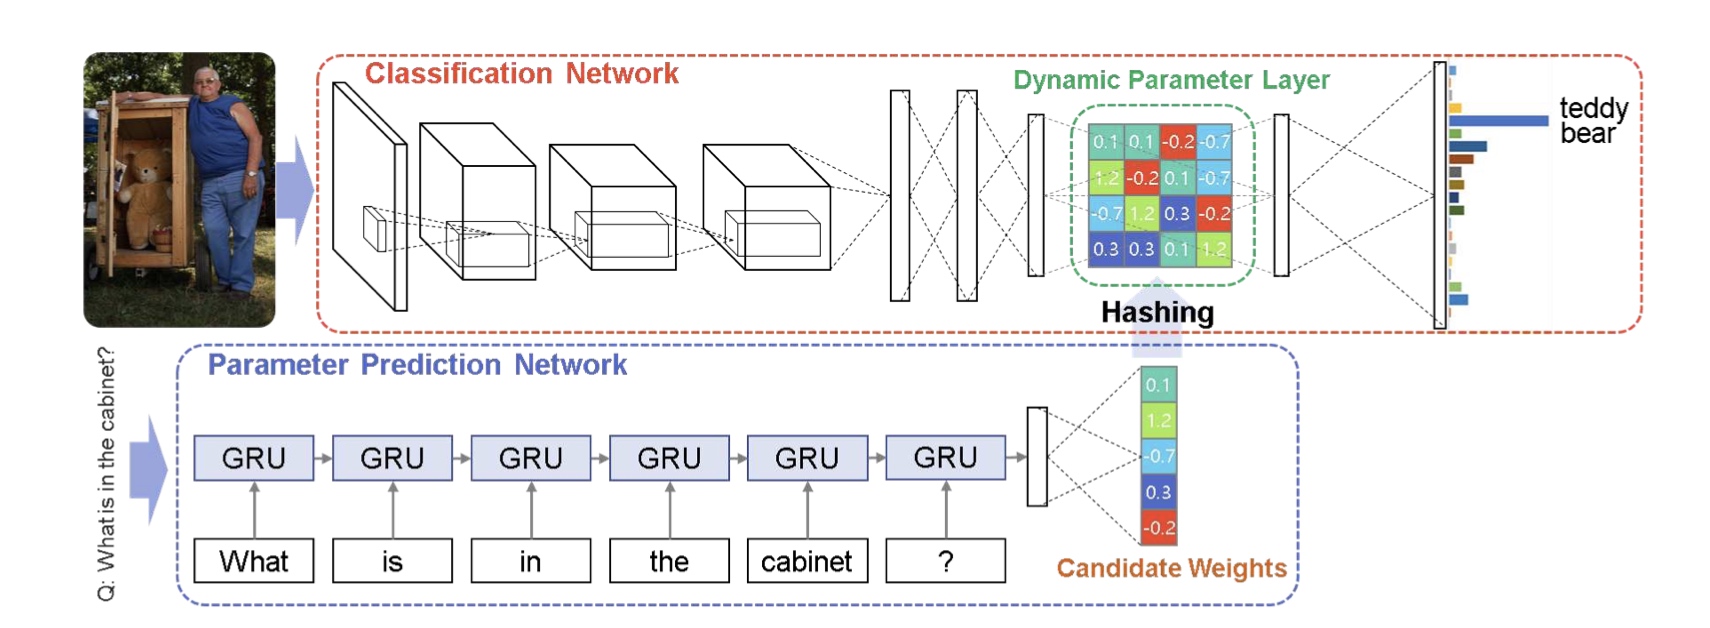 Classification Network
Dynamic Parameter Layer
teddy
bear
0.1 0.1 -0.2 -0.7
1.2 -0.2 0.1 -0.7
-0.7 1.2 0.3 -0.2
0.3 0.3 0.1 1.2
Hashing
Q: What is in the cabinet?
Parameter Prediction Network
0.1
1.2
-0.7
0.3
-0.2
GRU GRU GRU GRU GRU GRU
What is in the cabinet ?
Candidate Weights